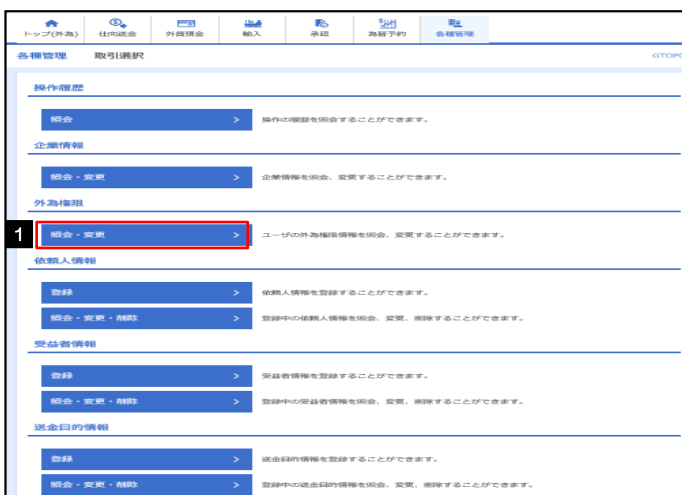 トップ(外為) 仕向送金 外貨預金 輸入 承認 為替予約 各種管理
各種管理 取引選択 GTOP
操作履歴
照会 > 操作の履歴を照会することができます。
企業情報
照会・変更 > 企業情報を照会、変更することができます。
外為権限
1 照会・変更 > ユーザの外為権限情報を照会、変更することができます。
依頼人情報
登録 > 依頼人情報を登録することができます。
照会・変更・削除 > 登録中の依頼人情報を照会、変更、削除することができます。
受益者情報
登録 > 受益者情報を登録することができます。
照会・変更・削除 > 登録中の受益者情報を照会、変更、削除することができます。
送金目的情報
登録 > 送金目的情報を登録することができます。
照会・変更・削除 > 登録中の送金目的情報を照会、変更、削除することができます。